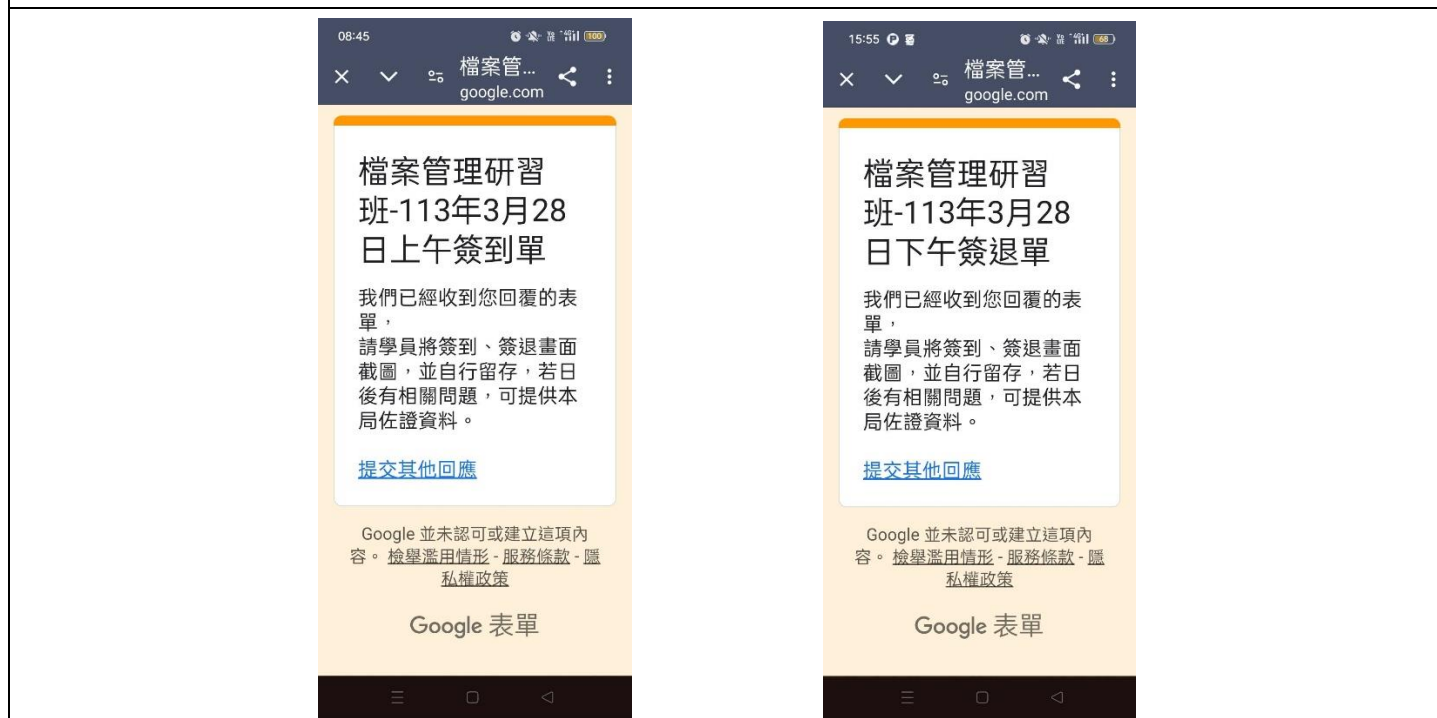 08:45
100
檔案管...
google.com
檔案管理研習
班-113年3月28
日上午簽到單
我們已經收到您回覆的表
單，
請學員將簽到、簽退畫面
截圖，並自行留存，若日
後有相關問題，可提供本
局佐證資料。
提交其他回應
Google 並未認可或建立這項內
容。 檢舉濫用情形 - 服務條款 - 隱
私權政策
Google 表單
15:55
68
檔案管...
google.com
檔案管理研習
班-113年3月28
日下午簽退單
我們已經收到您回覆的表
單，
請學員將簽到、簽退畫面
截圖，並自行留存，若日
後有相關問題，可提供本
局佐證資料。
提交其他回應
Google 並未認可或建立這項內
容。 檢舉濫用情形 - 服務條款 - 隱
私權政策
Google 表單